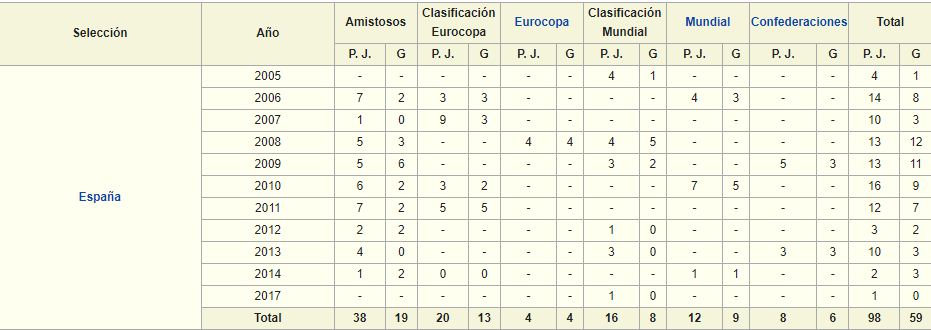 Selección Año Amistosos Clasificación Eurocopa Eurocopa Clasificación Mundial Mundial Confederaciones Total
P. J. G P. J. G P. J. G P. J. G P. J. G P. J. G P. J. G
España
2005 - - - - - - 4 1 - - - - 4 1
2006 7 2 3 3 - - - - 4 3 - - 14 8
2007 1 0 9 3 - - - - - - - - 10 3
2008 5 3 - - 4 4 4 5 - - - - 13 12
2009 5 6 - - - - 3 2 - - 5 3 13 11
2010 6 2 3 2 - - - - 7 5 - - 16 9
2011 7 2 5 5 - - - - - - - - 12 7
2012 2 2 - - - - 1 0 - - - - 3 2
2013 4 0 - - - - 3 0 - - 3 3 10 3
2014 1 2 0 0 - - - - 1 1 - - 2 3
2017 - - - - - - 1 0 - - - - 1 0
Total 38 19 20 13 4 4 16 8 12 9 8 6 98 59